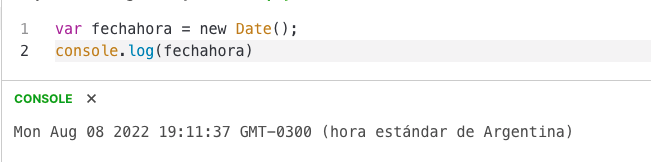 1 var fechahora = new Date();
2 console.log(fechahora)
CONSOLE ×
Mon Aug 08 2022 19:11:37 GMT-0300 (hora estándar de Argentina)